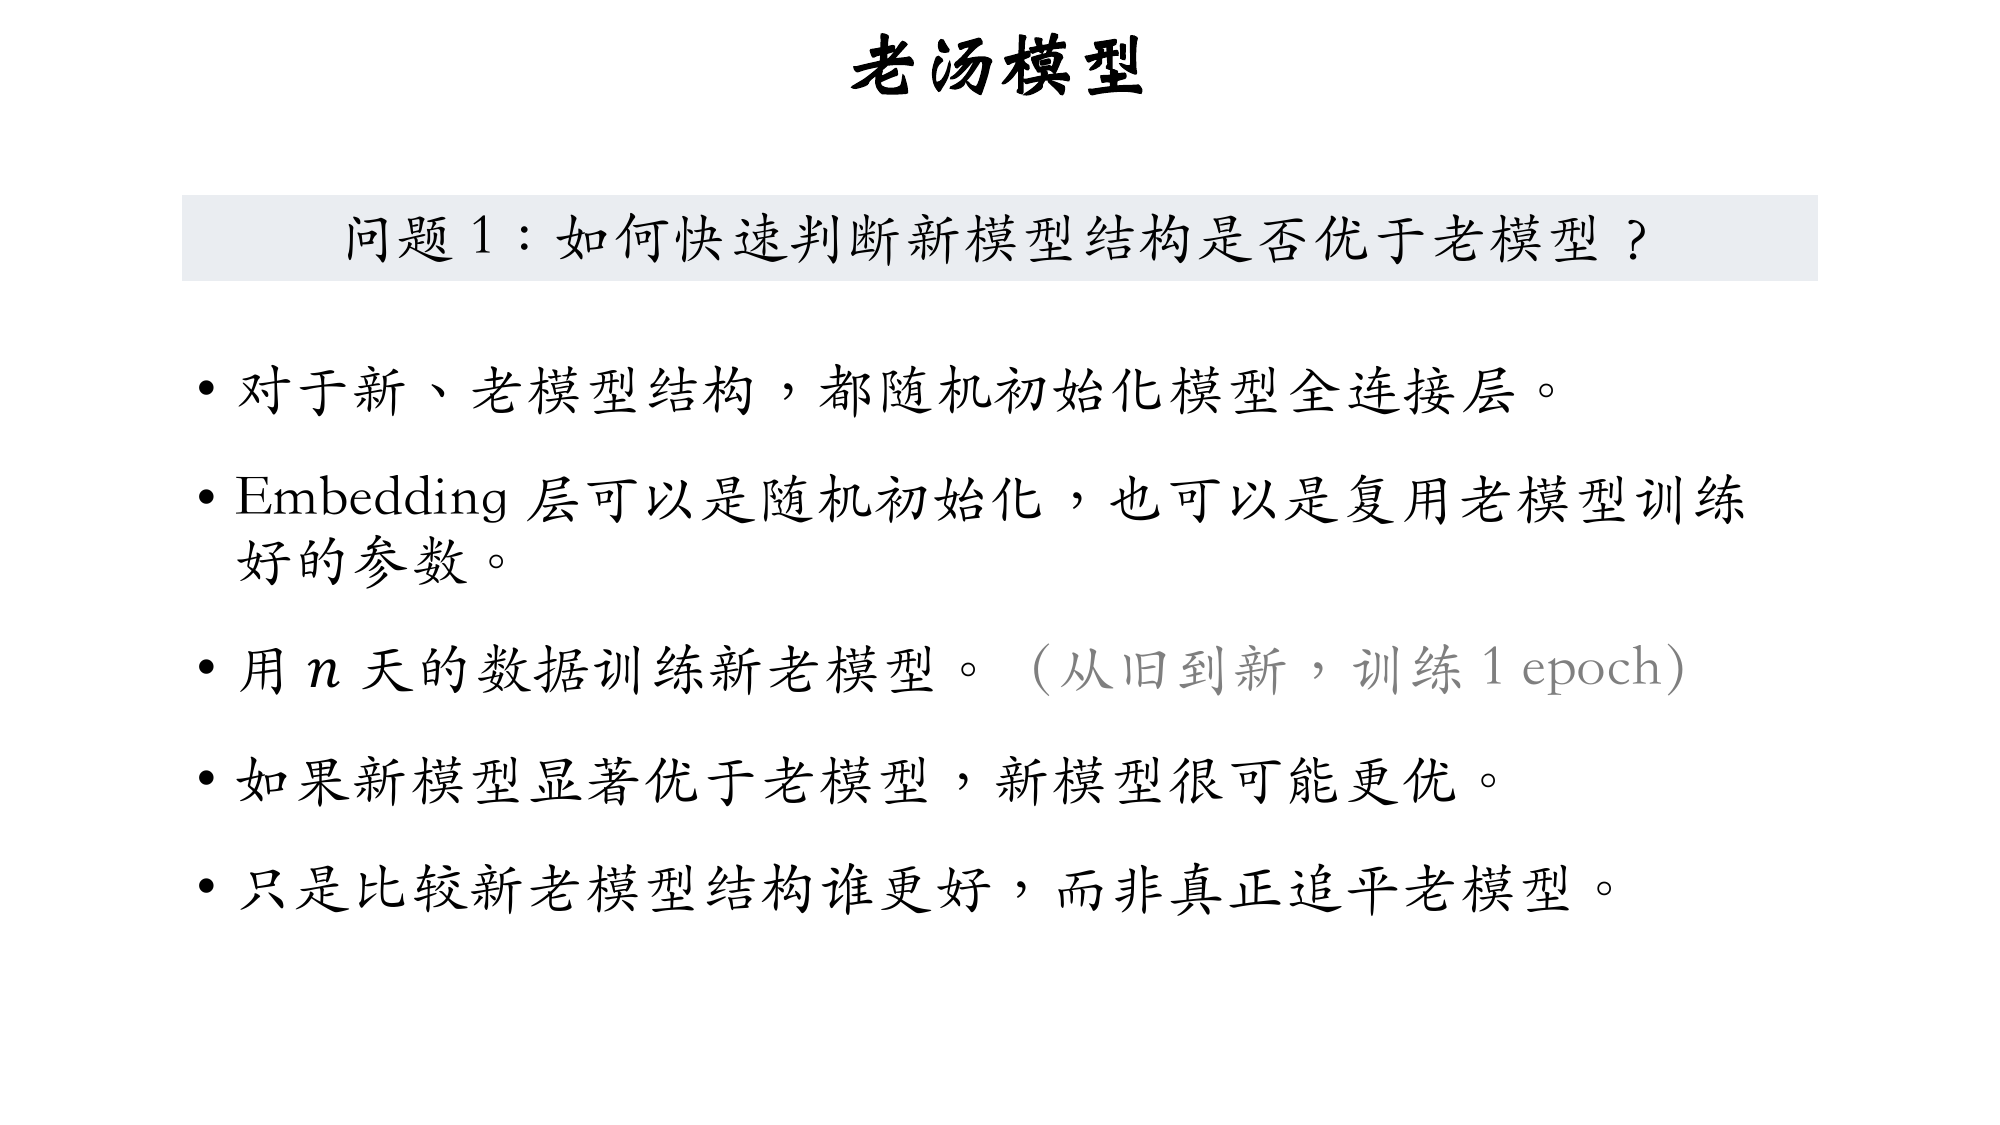 老汤模型
问题 1：如何快速判断新模型结构是否优于老模型？
• 对于新、老模型结构，都随机初始化模型全连接层。
• Embedding 层可以是随机初始化，也可以是复用老模型训练
好的参数。
• 用 n 天的数据训练新老模型。（从旧到新，训练 1 epoch）
• 如果新模型显著优于老模型，新模型很可能更优。
• 只是比较新老模型结构谁更好，而非真正追平老模型。